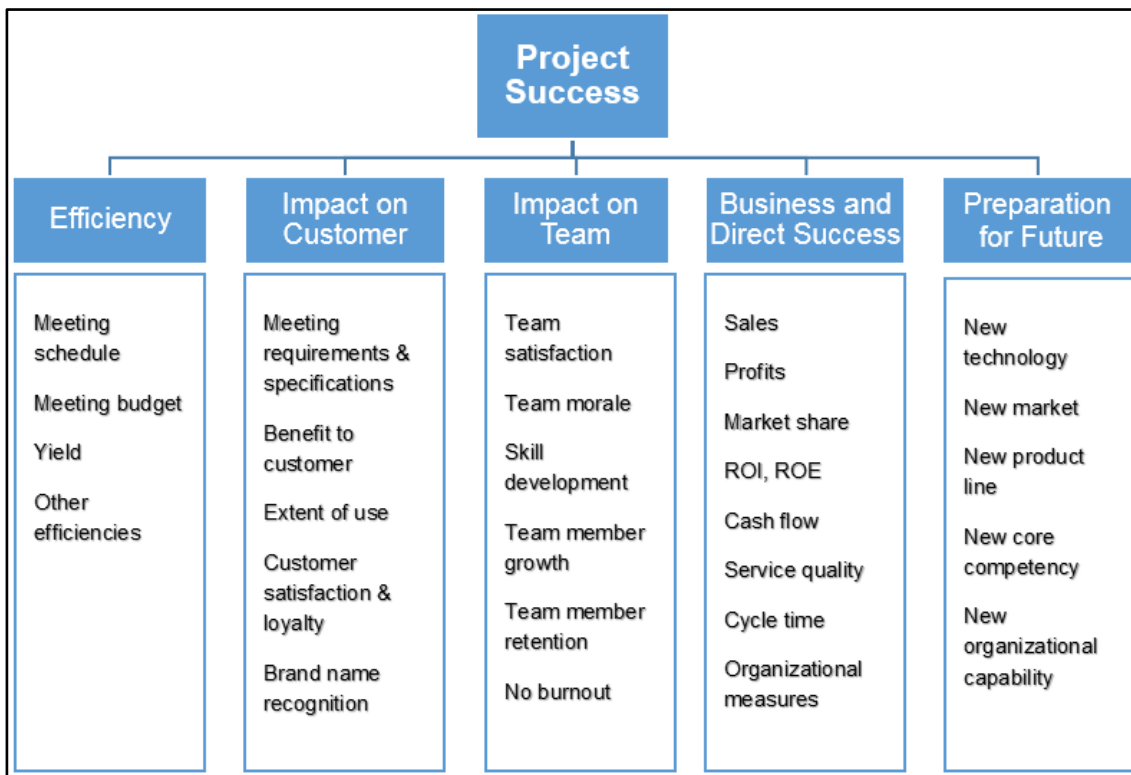 Project
Success
Efficiency
Impact on
Customer
Impact on
Team
Business and
Direct Success
Preparation
for Future
Meeting
schedule
Meeting budget
Yield
Other
efficiencies
Meeting
requirements &
specifications
Benefit to
customer
Extent of use
Customer
satisfaction &
loyalty
Brand name
recognition
Team
satisfaction
Team morale
Skill
development
Team member
growth
Team member
retention
No burnout
Sales
Profits
Market share
ROI, ROE
Cash flow
Service quality
Cycle time
Organizational
measures
New
technology
New market
New product
line
New core
competency
New
organizational
capability